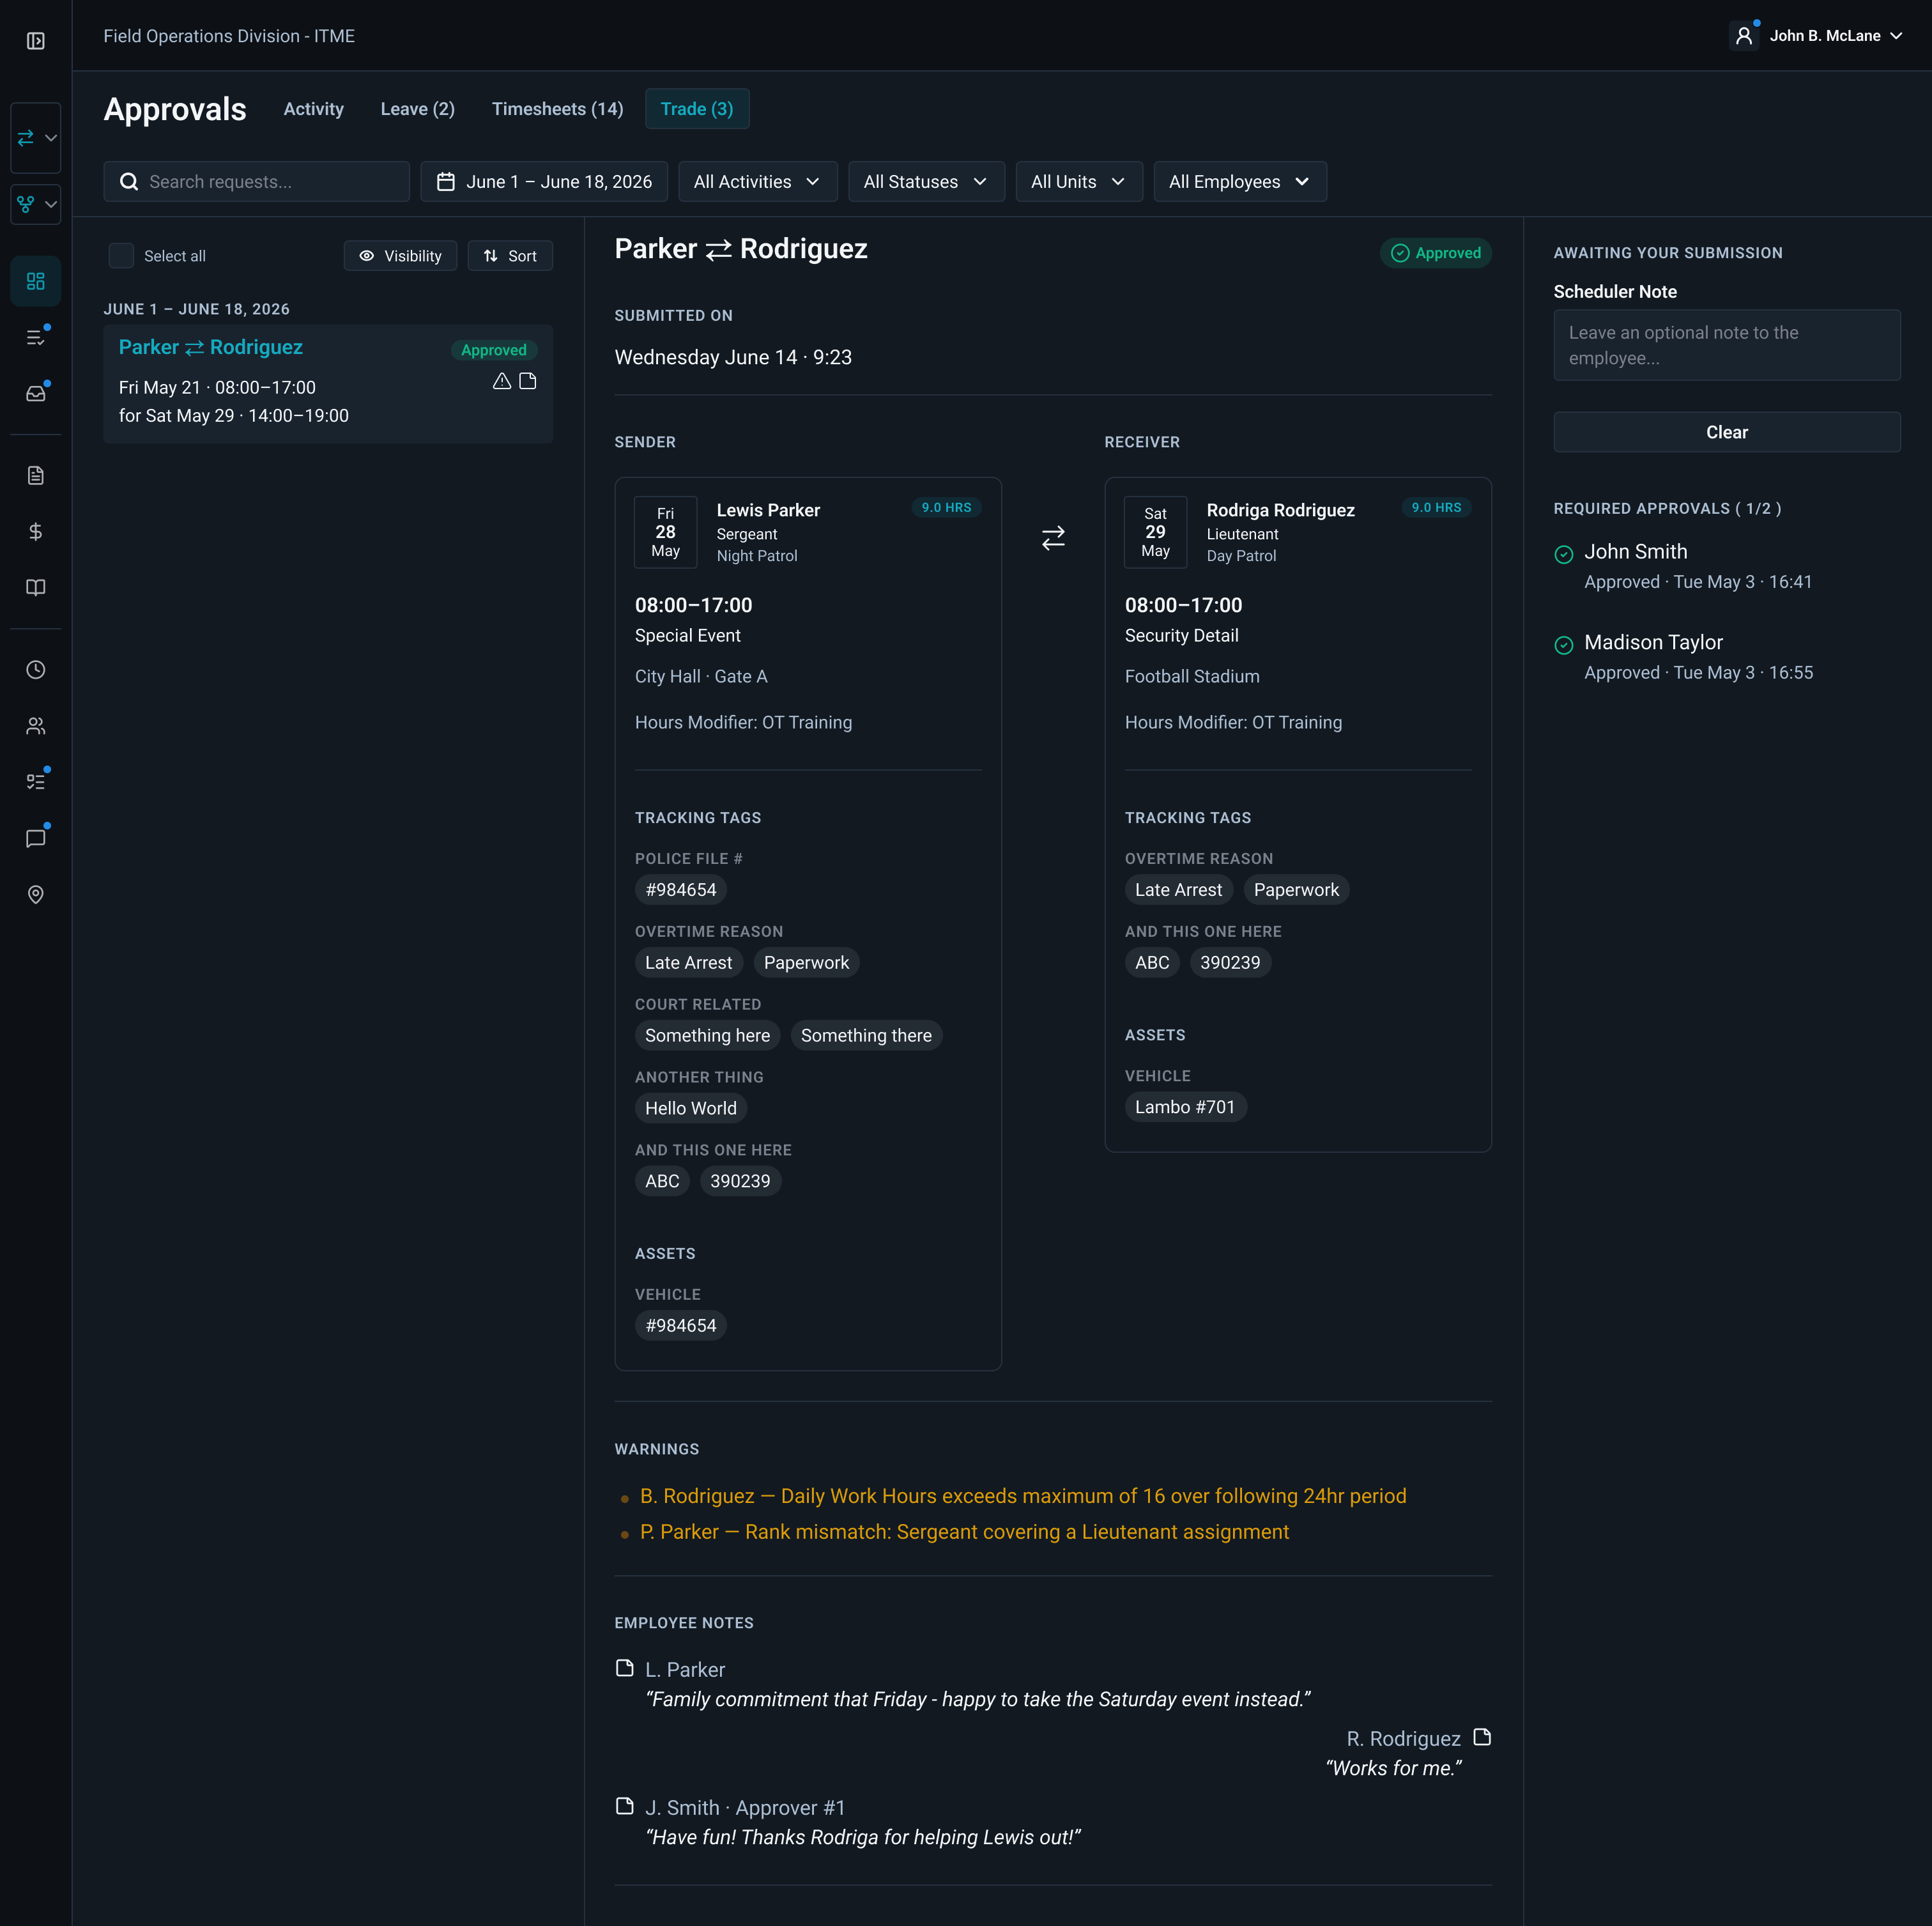 Field Operations Division - ITME
John B. McLane
Approvals
Activity
Leave (2)
Timesheets (14)
Trade (3)
Search requests...
June 1 – June 18, 2026
All Activities
All Statuses
All Units
All Employees
Select all
Visibility
Sort
JUNE 1 – JUNE 18, 2026
Parker ⇄ Rodriguez
Approved
Fri May 21 · 08:00–17:00
for Sat May 29 · 14:00–19:00
Parker ⇄ Rodriguez
Approved
SUBMITTED ON
Wednesday June 14 · 9:23
SENDER
Fri
28
May
Lewis Parker
Sergeant
Night Patrol
9.0 HRS
08:00–17:00
Special Event
City Hall · Gate A
Hours Modifier: OT Training
TRACKING TAGS
POLICE FILE #
#984654
OVERTIME REASON
Late Arrest
Paperwork
COURT RELATED
Something here
Something there
ANOTHER THING
Hello World
AND THIS ONE HERE
ABC
390239
ASSETS
VEHICLE
#984654
RECEIVER
Sat
29
May
Rodriga Rodriguez
Lieutenant
Day Patrol
9.0 HRS
08:00–17:00
Security Detail
Football Stadium
Hours Modifier: OT Training
TRACKING TAGS
OVERTIME REASON
Late Arrest
Paperwork
AND THIS ONE HERE
ABC
390239
ASSETS
VEHICLE
Lambo #701
WARNINGS
B. Rodriguez — Daily Work Hours exceeds maximum of 16 over following 24hr period
P. Parker — Rank mismatch: Sergeant covering a Lieutenant assignment
EMPLOYEE NOTES
L. Parker
“Family commitment that Friday - happy to take the Saturday event instead.”
R. Rodriguez
“Works for me.”
J. Smith · Approver #1
“Have fun! Thanks Rodriga for helping Lewis out!”
AWAITING YOUR SUBMISSION
Scheduler Note
Leave an optional note to the
employee...
Clear
REQUIRED APPROVALS ( 1/2 )
John Smith
Approved · Tue May 3 · 16:41
Madison Taylor
Approved · Tue May 3 · 16:55